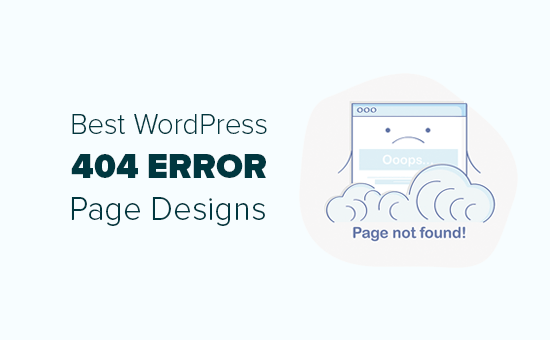 Best WordPress
404 ERROR
Page Designs
Ooops...
Page not found!